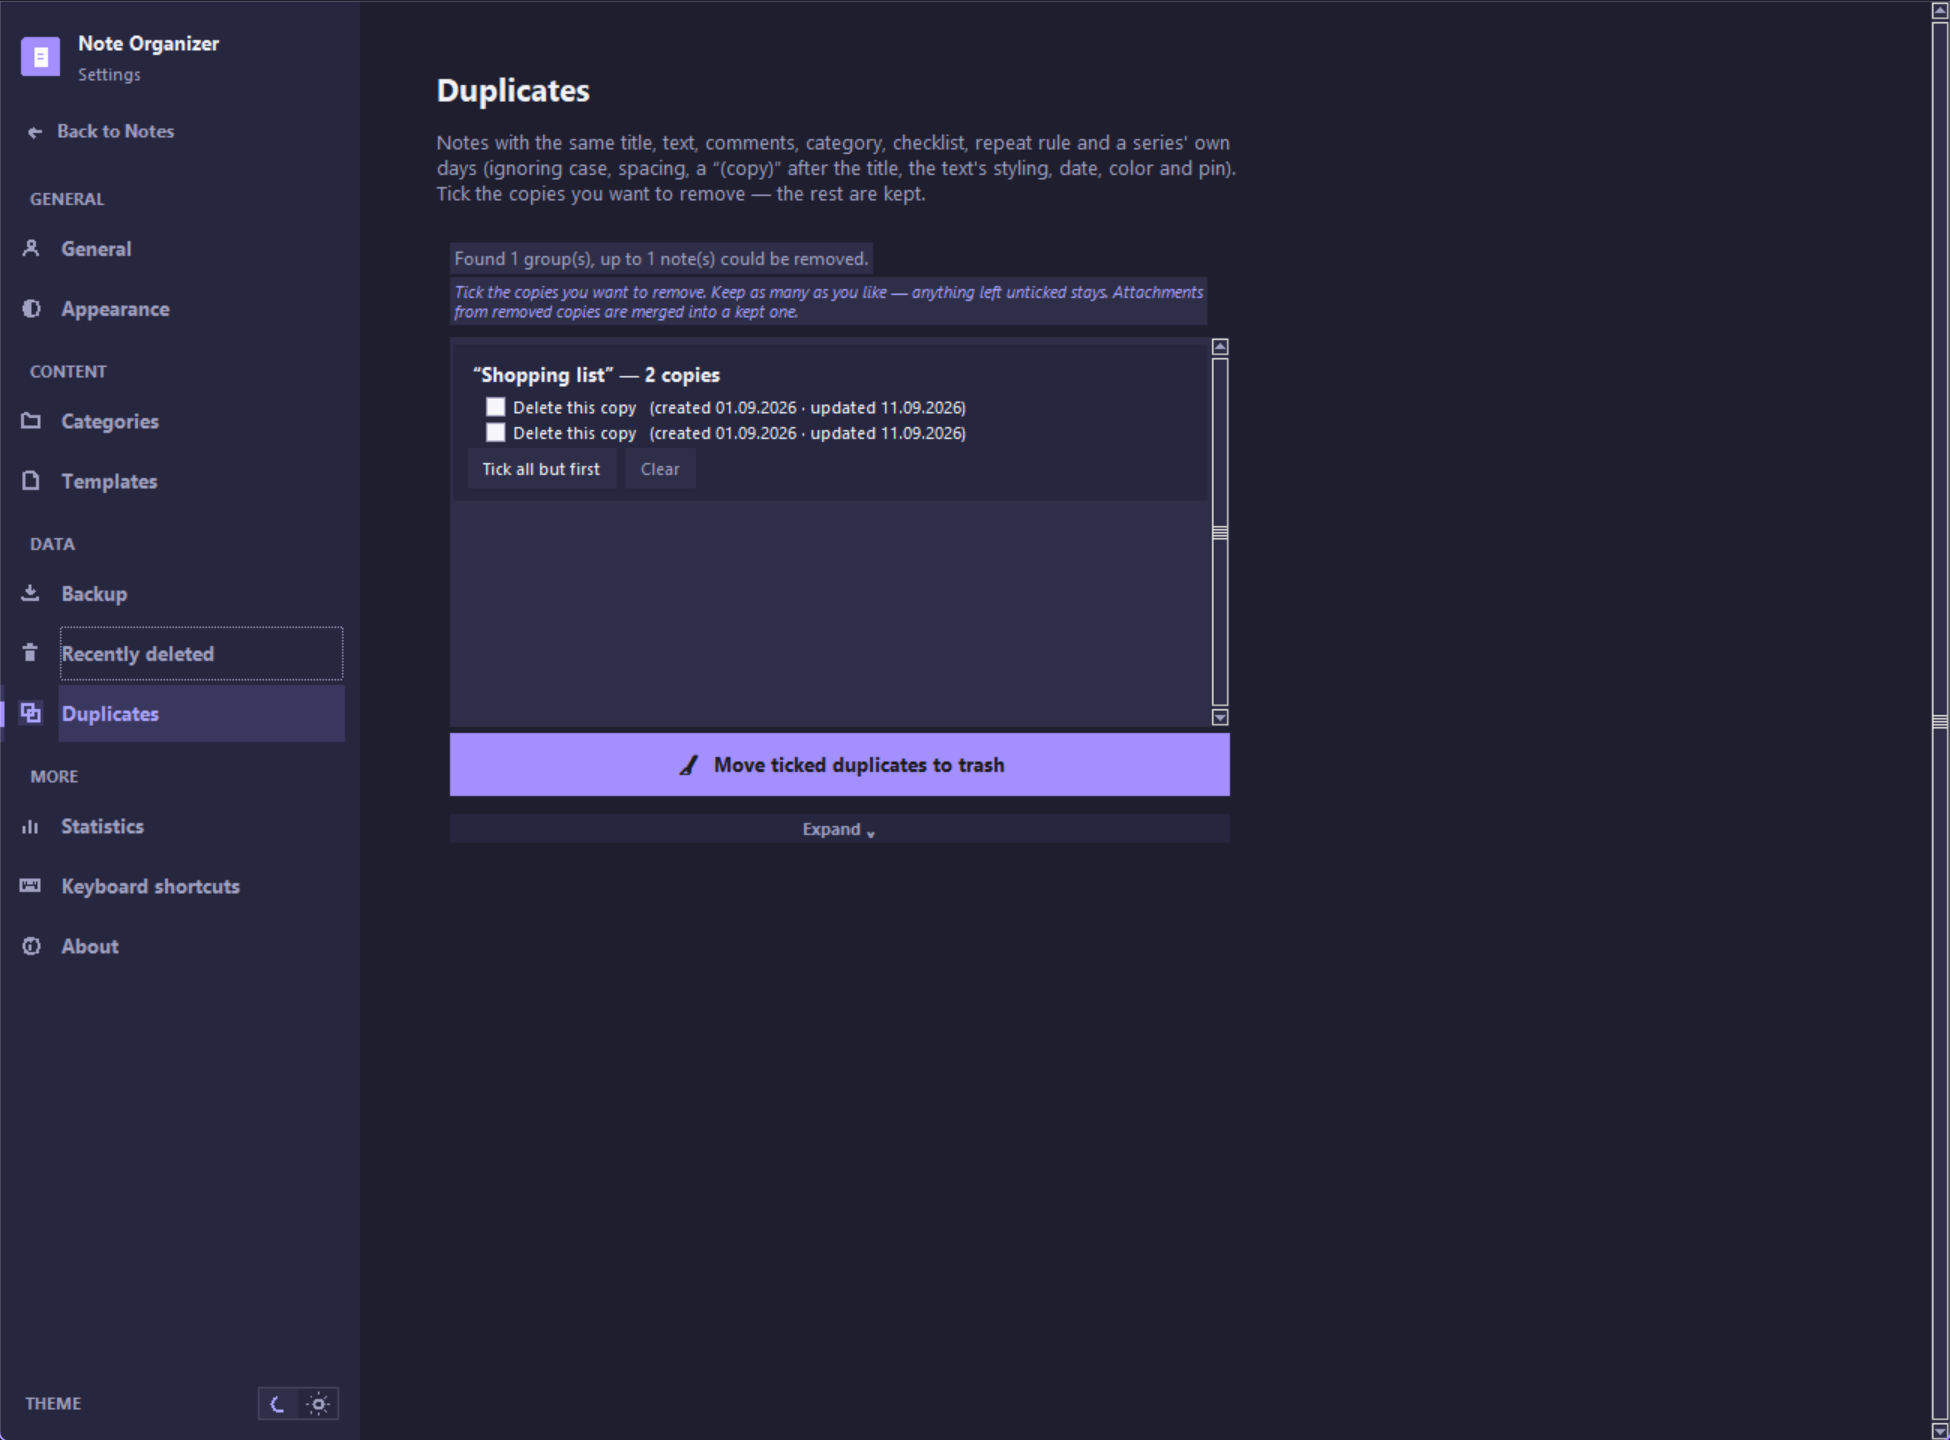 Note Organizer
Settings
Back to Notes
GENERAL
General
Appearance
CONTENT
Categories
Templates
DATA
Backup
Recently deleted
Duplicates
MORE
Statistics
Keyboard shortcuts
About
THEME
Duplicates
Notes with the same title, text, comments, category, checklist, repeat rule and a series' own
days (ignoring case, spacing, a “(copy)” after the title, the text's styling, date, color and pin).
Tick the copies you want to remove — the rest are kept.
Found 1 group(s), up to 1 note(s) could be removed.
Tick the copies you want to remove. Keep as many as you like — anything left unticked stays. Attachments
from removed copies are merged into a kept one.
“Shopping list” — 2 copies
Delete this copy (created 01.09.2026 · updated 11.09.2026)
Delete this copy (created 01.09.2026 · updated 11.09.2026)
Tick all but first Clear
Move ticked duplicates to trash
Expand